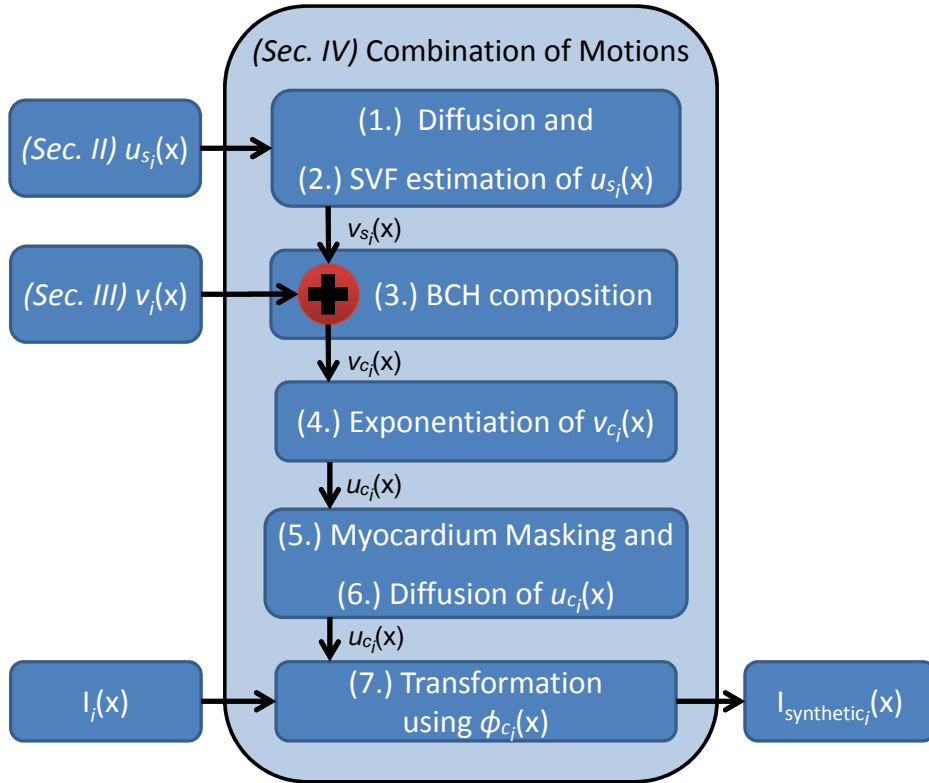 (Sec. IV) Combination of Motions
(Sec. II) u_{s_i}(x)
(1.) Diffusion and
(2.) SVF estimation of u_{s_i}(x)
v_{s_i}(x)
(Sec. III) v_i(x)
(3.) BCH composition
v_{c_i}(x)
(4.) Exponentiation of v_{c_i}(x)
u_{c_i}(x)
(5.) Myocardium Masking and
(6.) Diffusion of u_{c_i}(x)
u_{c_i}(x)
I_i(x)
(7.) Transformation
using ϕ_{c_i}(x)
I_{synthetic_i}(x)